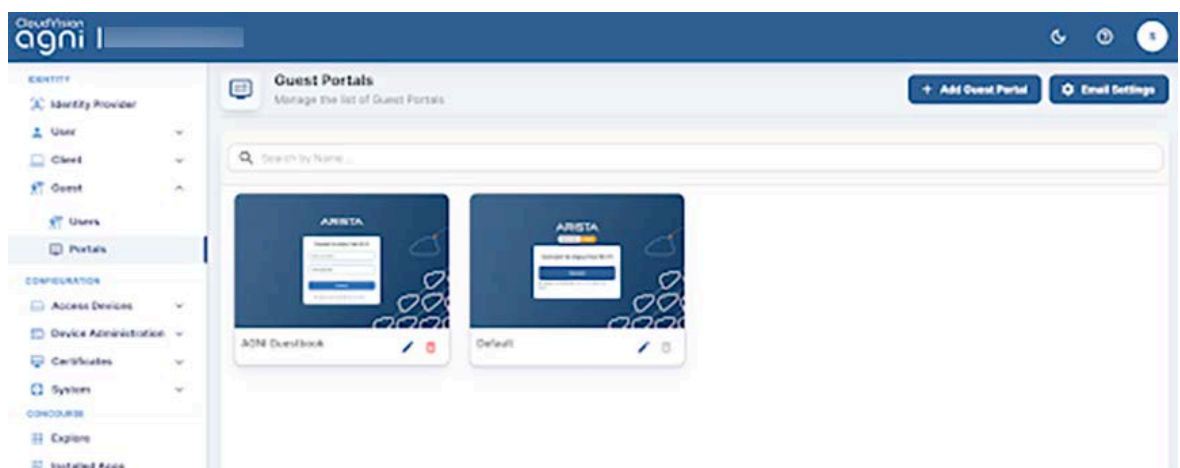 CloudVision
agni |
IDENTITY
Identity Provider
User
Client
Guest
Users
Portals
CONFIGURATION
Access Devices
Device Administration
Certificates
System
CONCOURSE
Explore
Installed Apps
Guest Portals
Manage the list of Guest Portals
+ Add Guest Portal
Email Settings
Search by Name...
ARISTA
AGNI Guestbook
ARISTA
Default